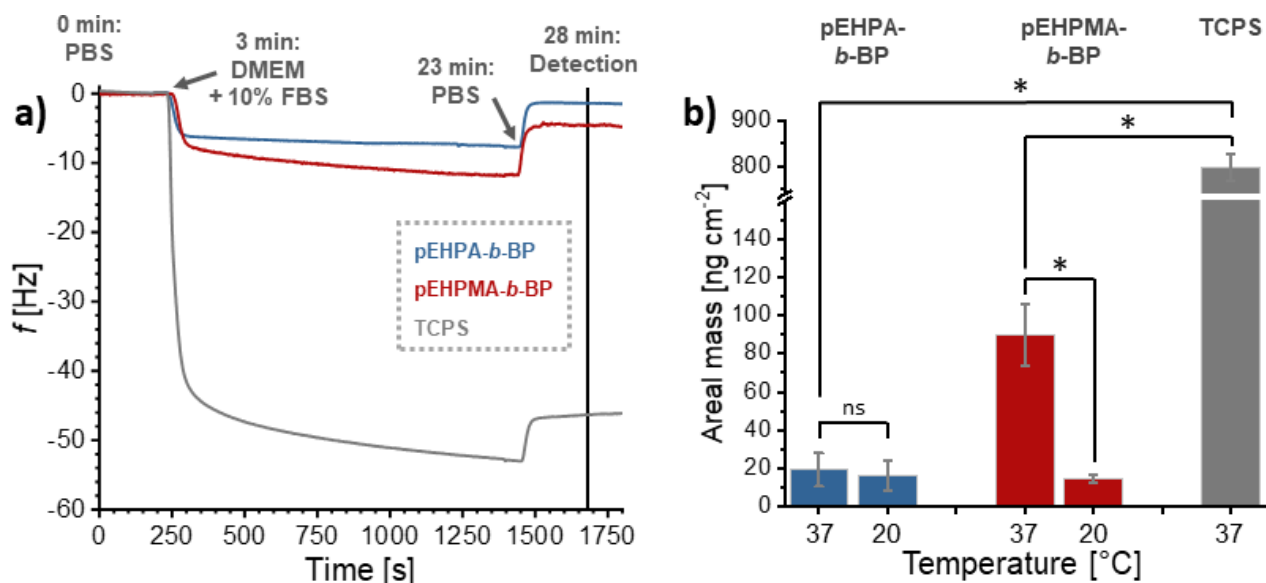 a)
0 min:
PBS
3 min:
DMEM
+ 10% FBS
23 min:
PBS
28 min:
Detection
0
-10
-20
-30
-40
-50
-60
f [Hz]
pEHPA-b-BP
pEHPMA-b-BP
TCPS
0 250 500 750 1000 1250 1500 1750
Time [s]
b)
pEHPA-
b-BP
pEHPMA-
b-BP
TCPS
*
*
*
ns
900
800
140
120
100
80
60
40
20
0
Areal mass [ng cm-2]
37 20 37 20 37
Temperature [°C]